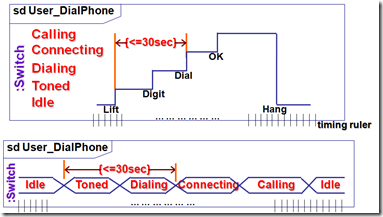 sd User_DialPhone
:Switch
Calling
Connecting
Dialing
Toned
Idle
{<=30sec}
OK
Dial
Digit
Lift
Hang
timing ruler
sd User_DialPhone
:Switch
{<=30sec}
Idle Toned Dialing Connecting Calling Idle